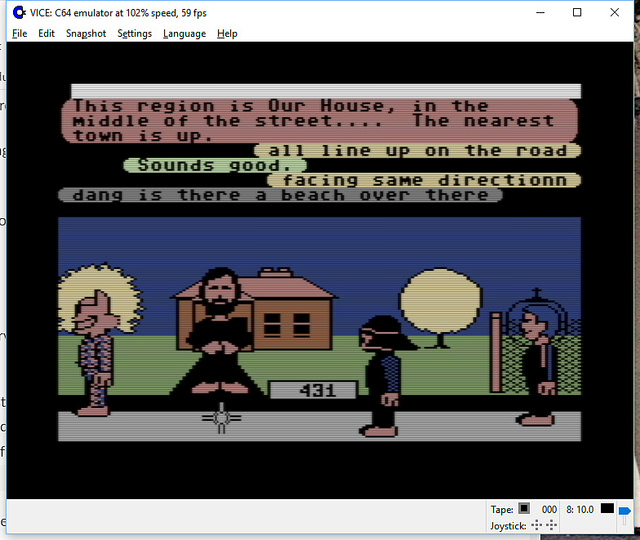 VICE: C64 emulator at 102% speed, 59 fps
File Edit Snapshot Settings Language Help
This region is Our House, in the
middle of the street.... The nearest
town is up.
all line up on the road
Sounds good.
facing same directionn
dang is there a beach over there
431
Tape: 000 8: 10.0
Joystick: